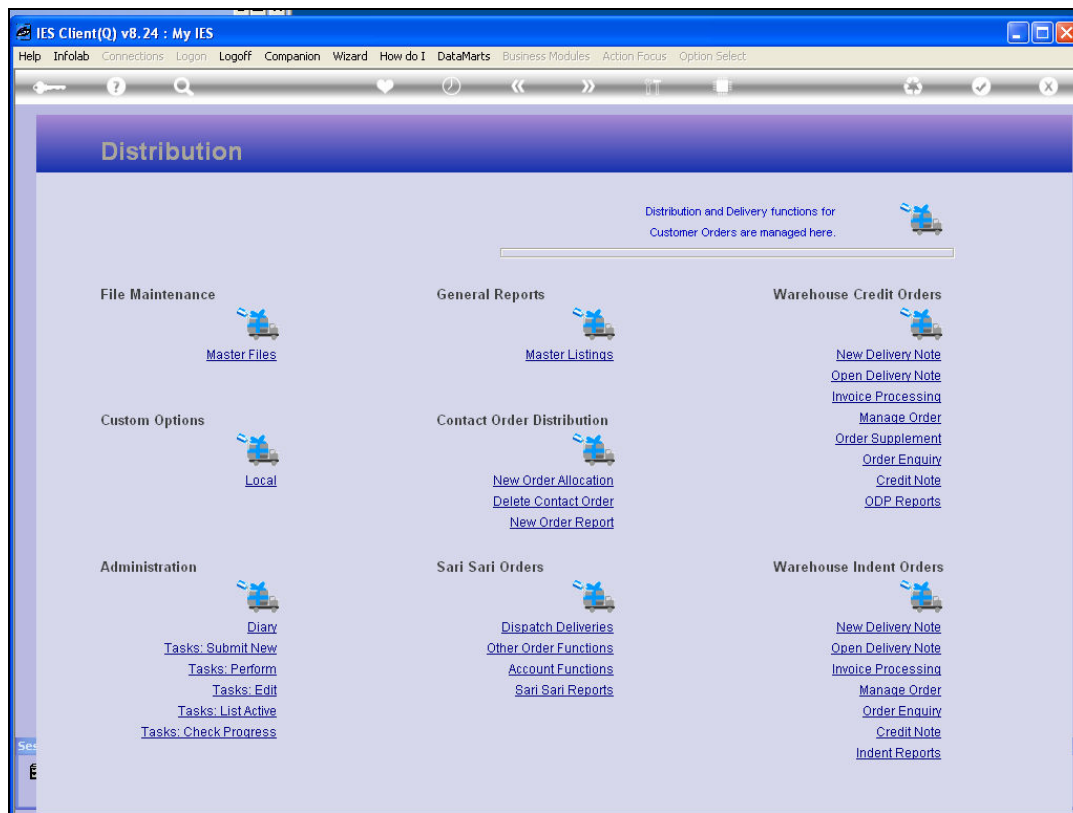 IES Client(Q) v8.24 : My IES
Help Infolab Connections Logon Logoff Companion Wizard How do I DataMarts Business Modules Action Focus Option Select
Distribution
Distribution and Delivery functions for
Customer Orders are managed here.
File Maintenance
Master Files
General Reports
Master Listings
Warehouse Credit Orders
New Delivery Note
Open Delivery Note
Invoice Processing
Manage Order
Order Supplement
Order Enquiry
Credit Note
ODP Reports
Custom Options
Local
Contact Order Distribution
New Order Allocation
Delete Contact Order
New Order Report
Administration
Diary
Tasks: Submit New
Tasks: Perform
Tasks: Edit
Tasks: List Active
Tasks: Check Progress
Sari Sari Orders
Dispatch Deliveries
Other Order Functions
Account Functions
Sari Sari Reports
Warehouse Indent Orders
New Delivery Note
Open Delivery Note
Invoice Processing
Manage Order
Order Enquiry
Credit Note
Indent Reports